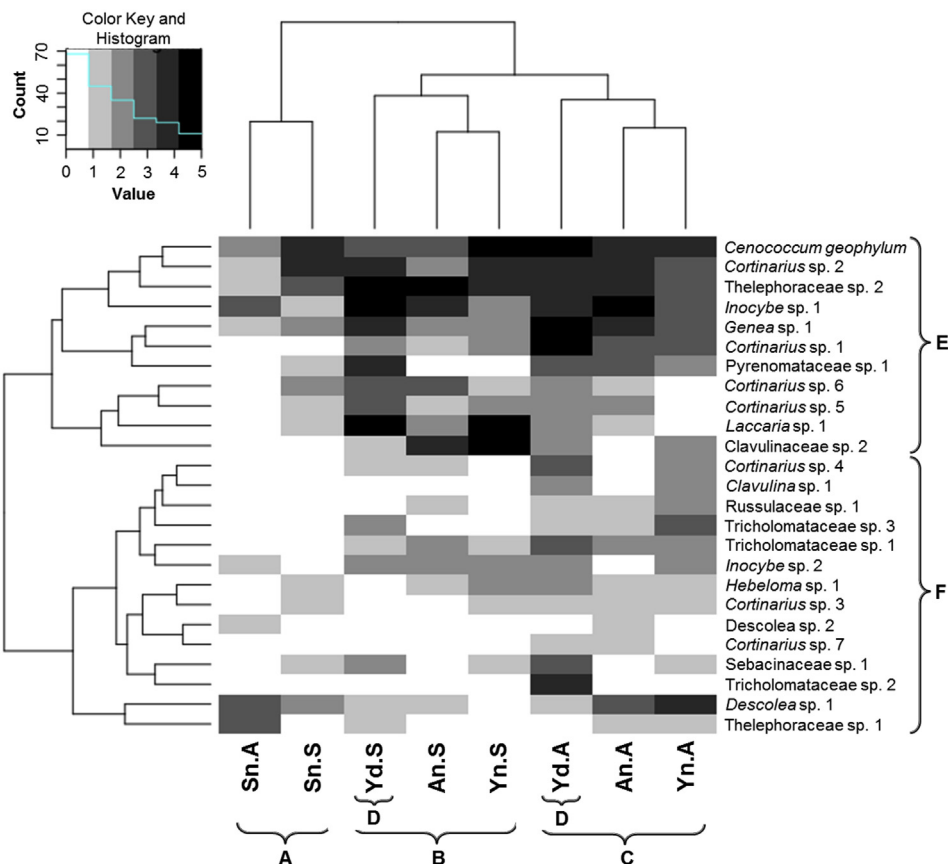 Color Key and
Histogram
Count
70
40
10
0 1 2 3 4 5
Value
Cenococcum geophylum
Cortinarius sp. 2
Thelephoraceae sp. 2
Inocybe sp. 1
Genea sp. 1
Cortinarius sp. 1
Pyrenomataceae sp. 1
Cortinarius sp. 6
Cortinarius sp. 5
Laccaria sp. 1
Clavulinaceae sp. 2
E
Cortinarius sp. 4
Clavulina sp. 1
Russulaceae sp. 1
Tricholomataceae sp. 3
Tricholomataceae sp. 1
Inocybe sp. 2
Hebeloma sp. 1
Cortinarius sp. 3
Descolea sp. 2
Cortinarius sp. 7
Sebacinaceae sp. 1
Tricholomataceae sp. 2
Descolea sp. 1
Thelephoraceae sp. 1
F
Sn.A Sn.S Yd.S An.S Yn.S Yd.A An.A Yn.A
D D
A B C